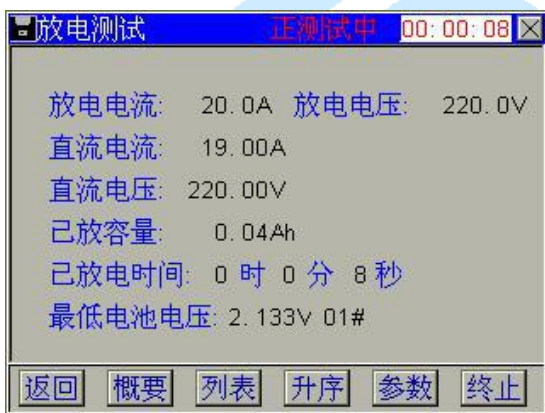 放电测试 正测试中 00:00:08
放电电流: 20.0A 放电电压: 220.0V
直流电流: 19.00A
直流电压: 220.00V
已放容量: 0.04Ah
已放电时间: 0 时 0 分 8 秒
最低电池电压: 2.133V 01#
返回 概要 列表 升序 参数 终止